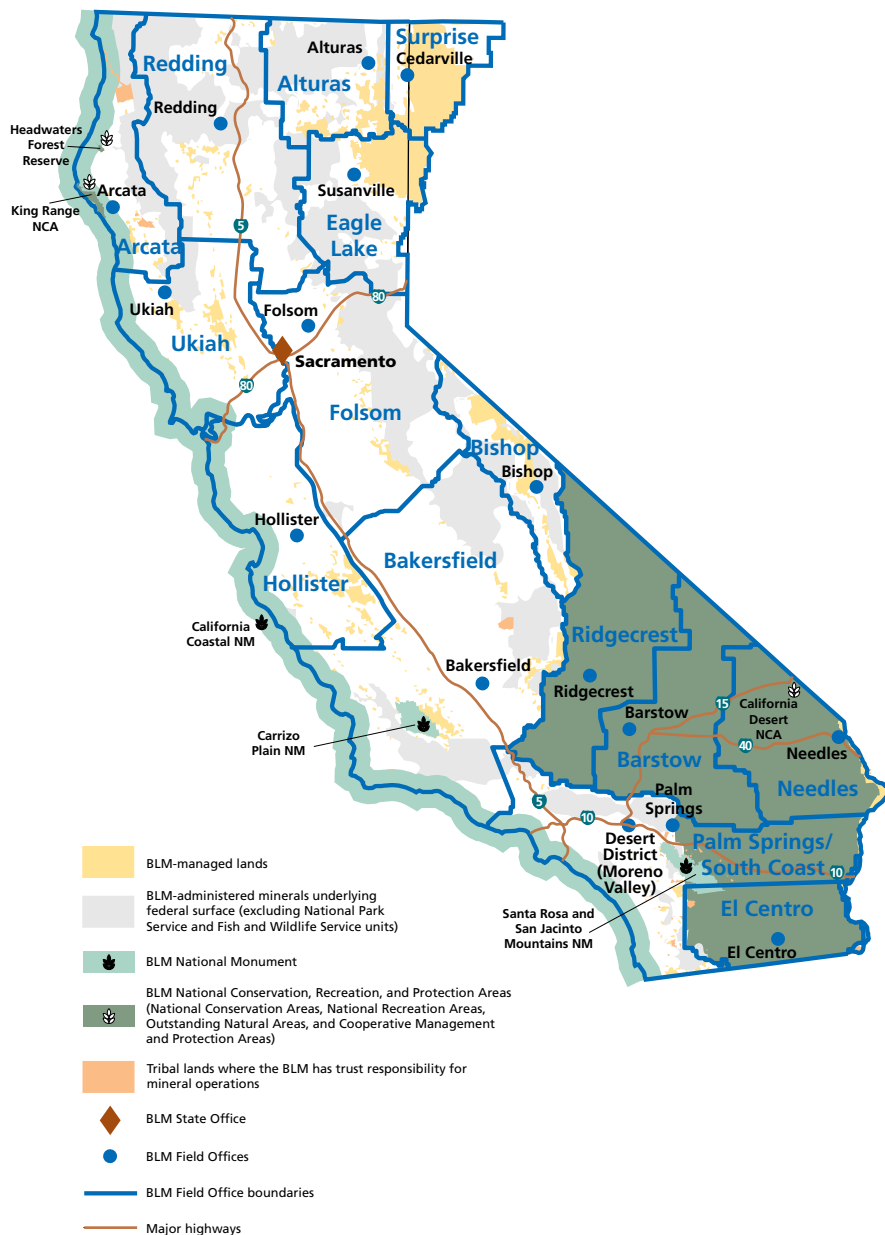 Surprise
Alturas
Cedarville
Redding
Alturas
Redding
Headwaters
Forest
Reserve
Susanville
Arcata
King Range
NCA
Eagle
Lake
5
Arcata
80
Ukiah
Folsom
Ukiah
Sacramento
80
Folsom
Bishop
Bishop
Hollister
Bakersfield
Hollister
California
Coastal NM
Ridgecrest
Bakersfield
Ridgecrest
15
California
Desert
NCA
Barstow
Carrizo
Plain NM
40
Needles
Barstow
Needles
Palm
Springs
5
10
Desert
District
(Moreno
Valley)
Palm Springs/
South Coast
10
Santa Rosa and
San Jacinto
Mountains NM
El Centro
El Centro
BLM-managed lands
BLM-administered minerals underlying
federal surface (excluding National Park
Service and Fish and Wildlife Service units)
BLM National Monument
BLM National Conservation, Recreation, and Protection Areas
(National Conservation Areas, National Recreation Areas,
Outstanding Natural Areas, and Cooperative Management
and Protection Areas)
Tribal lands where the BLM has trust responsibility for
mineral operations
BLM State Office
BLM Field Offices
BLM Field Office boundaries
Major highways